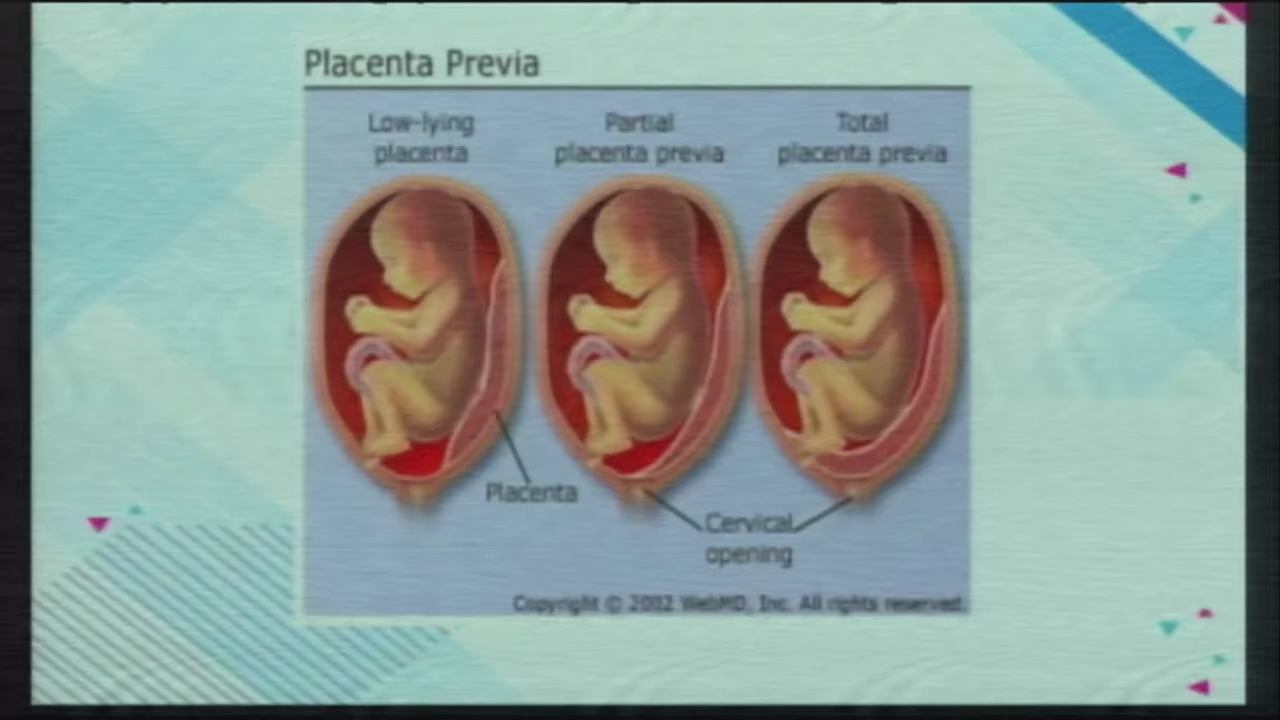 Placenta Previa
Low-lying
placenta
Partial
placenta previa
Total
placenta previa
Placenta
Cervical
opening
Copyright © 2002 WebMD, Inc. All rights reserved.